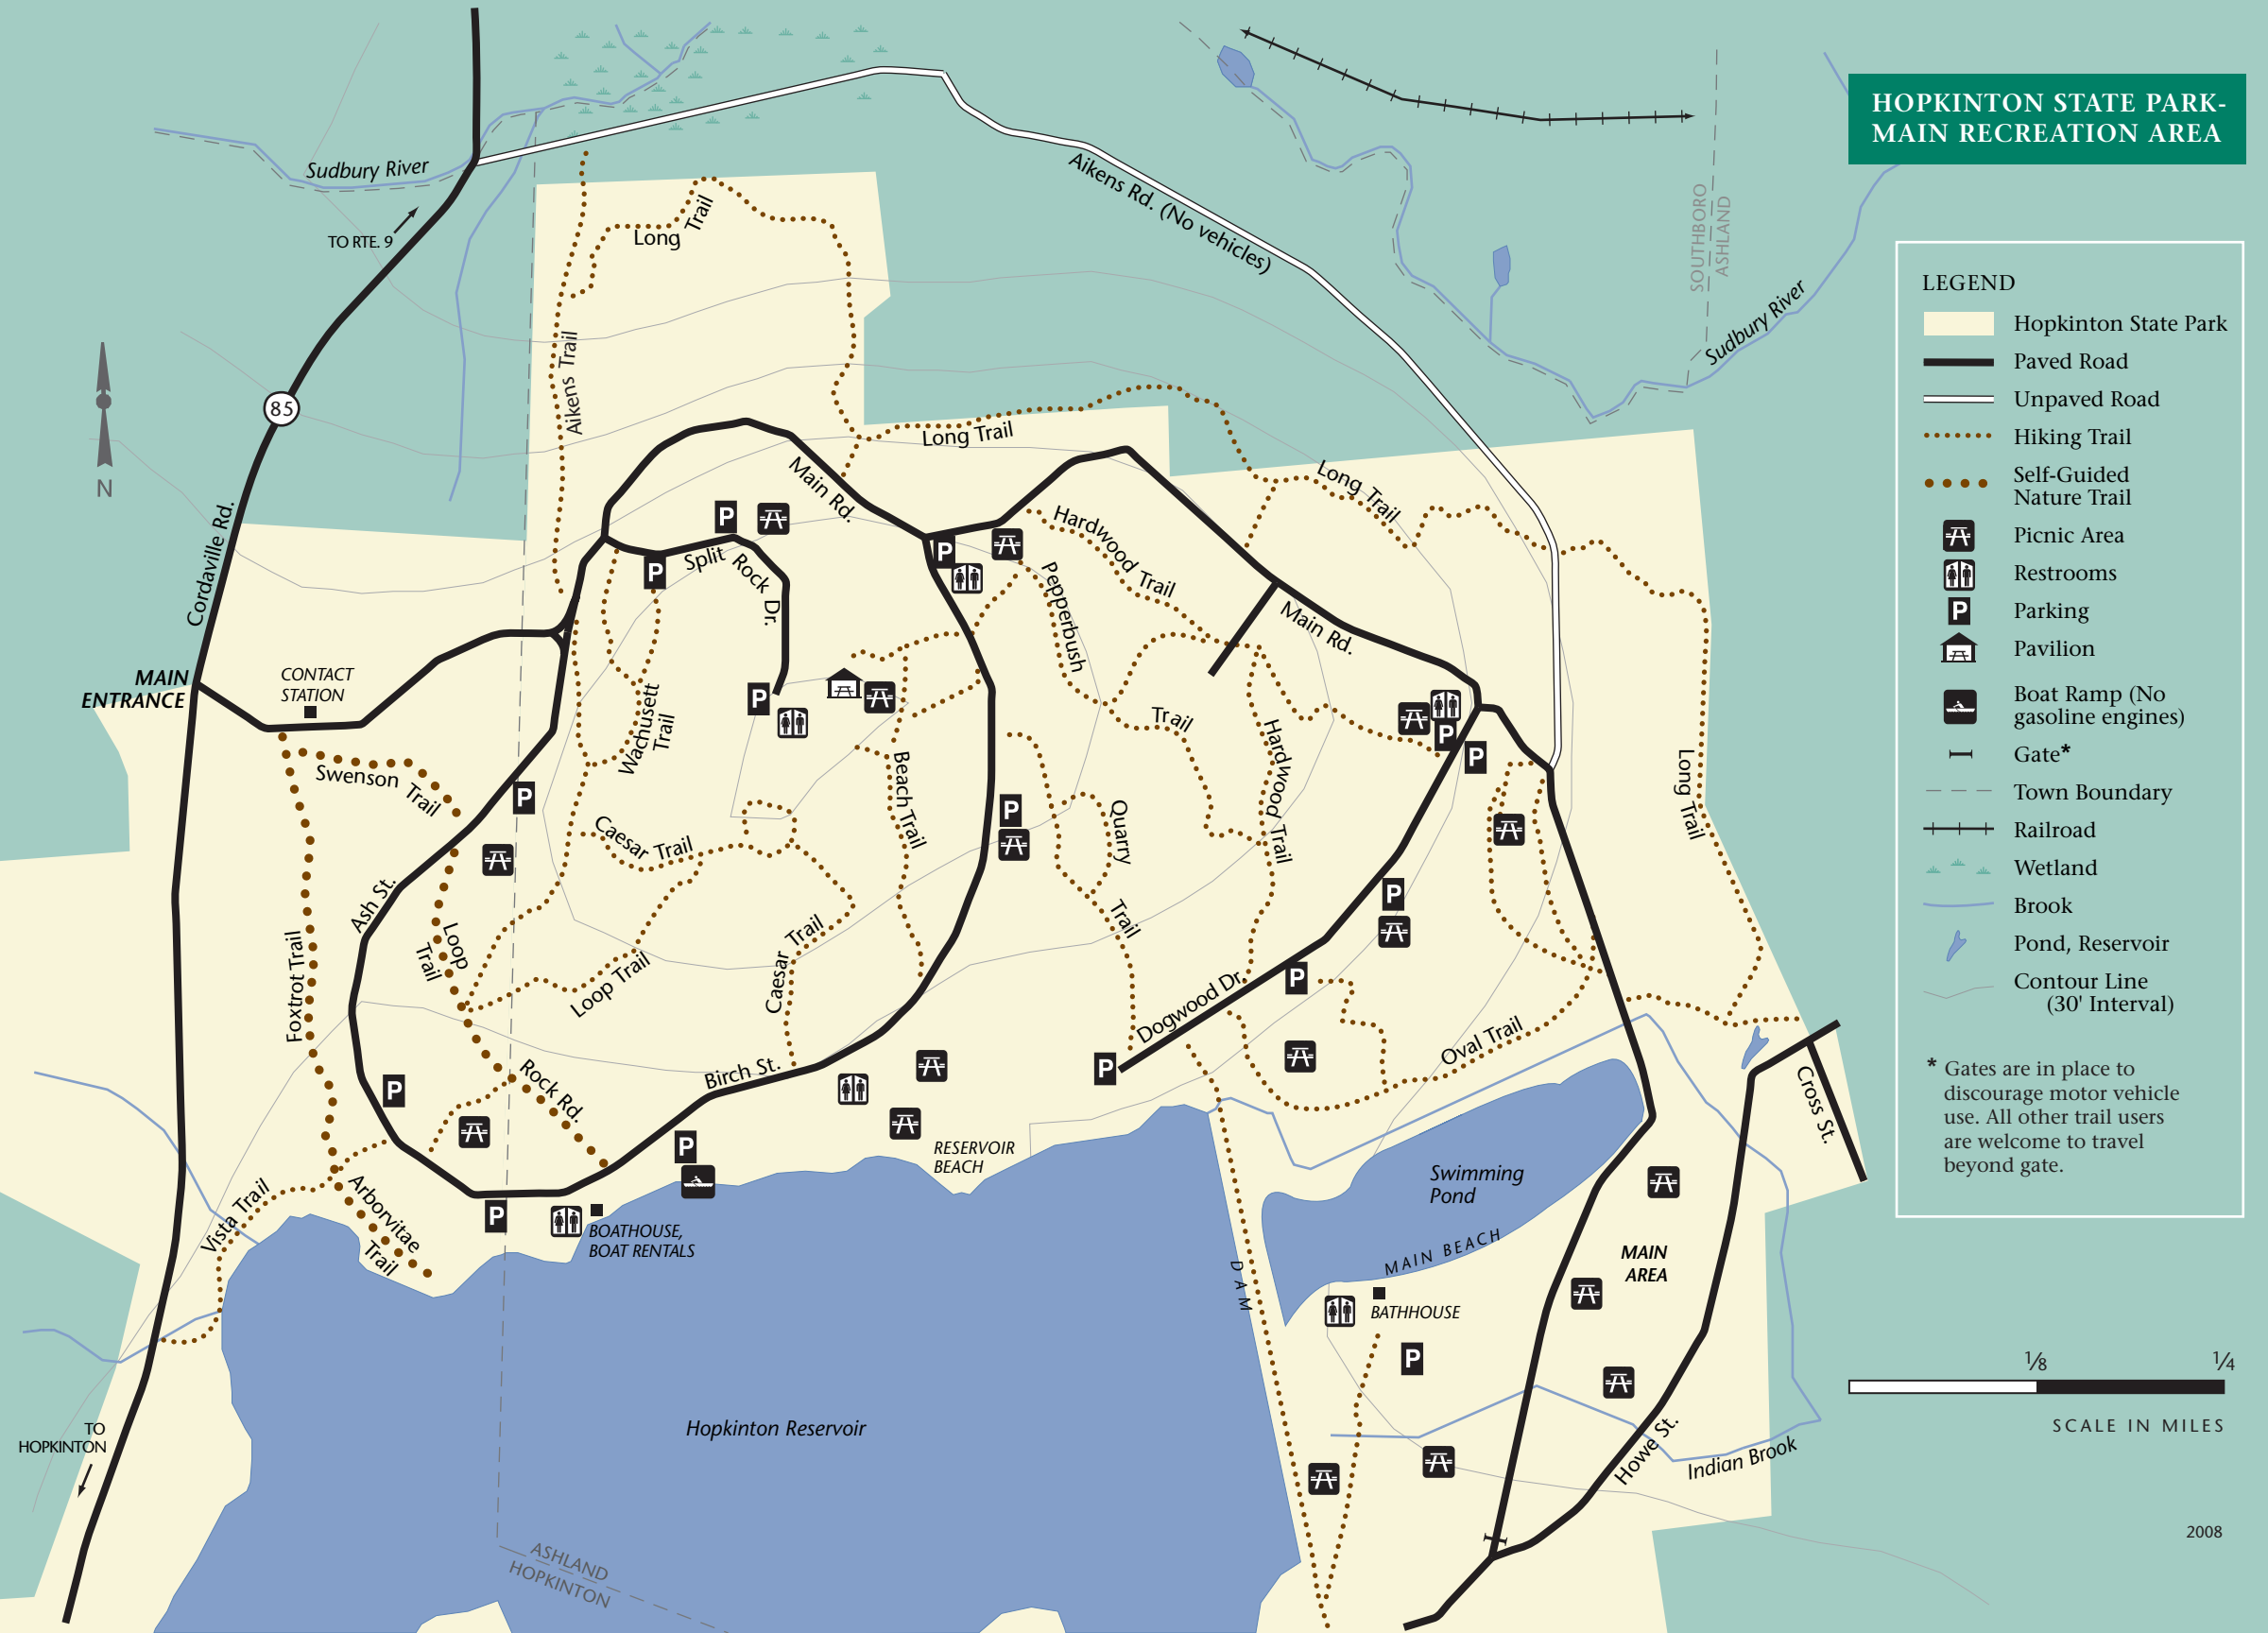 HOPKINTON STATE PARK-
MAIN RECREATION AREA
Sudbury River
TO RTE. 9
Aikens Rd. (No vehicles)
SOUTHBORO
ASHLAND
Sudbury River
LEGEND
Hopkinton State Park
Paved Road
Unpaved Road
Hiking Trail
Self-Guided
Nature Trail
Picnic Area
Restrooms
P
Parking
Pavilion
Boat Ramp (No
gasoline engines)
Gate*
Town Boundary
Railroad
Wetland
Brook
Pond, Reservoir
Contour Line
(30' Interval)
* Gates are in place to
discourage motor vehicle
use. All other trail users
are welcome to travel
beyond gate.
1/8
1/4
SCALE IN MILES
2008
Long Trail
Aikens Trail
85
N
Cordaville Rd.
Long Trail
Long Trail
Main Rd.
P
P
Split Rock Dr.
P
Hardwood Trail
Pepperbush
Trail
Main Rd.
MAIN
ENTRANCE
CONTACT
STATION
P
Wachusett
Trail
P
P
Swenson Trail
P
Beach Trail
P
Quarry
Trail
Hardwood Trail
Long Trail
Caesar Trail
P
Ash St.
Loop
Trail
Foxtrot Trail
Loop Trail
Caesar Trail
P
Dogwood Dr.
P
Oval Trail
Birch St.
Rock Rd.
P
P
RESERVOIR
BEACH
Cross St.
Vista Trail
Arborvitae
Trail
P
BOATHOUSE,
BOAT RENTALS
Swimming
Pond
MAIN BEACH
MAIN
AREA
DAM
BATHHOUSE
P
Hopkinton Reservoir
TO
HOPKINTON
Howe St.
Indian Brook
ASHLAND
HOPKINTON